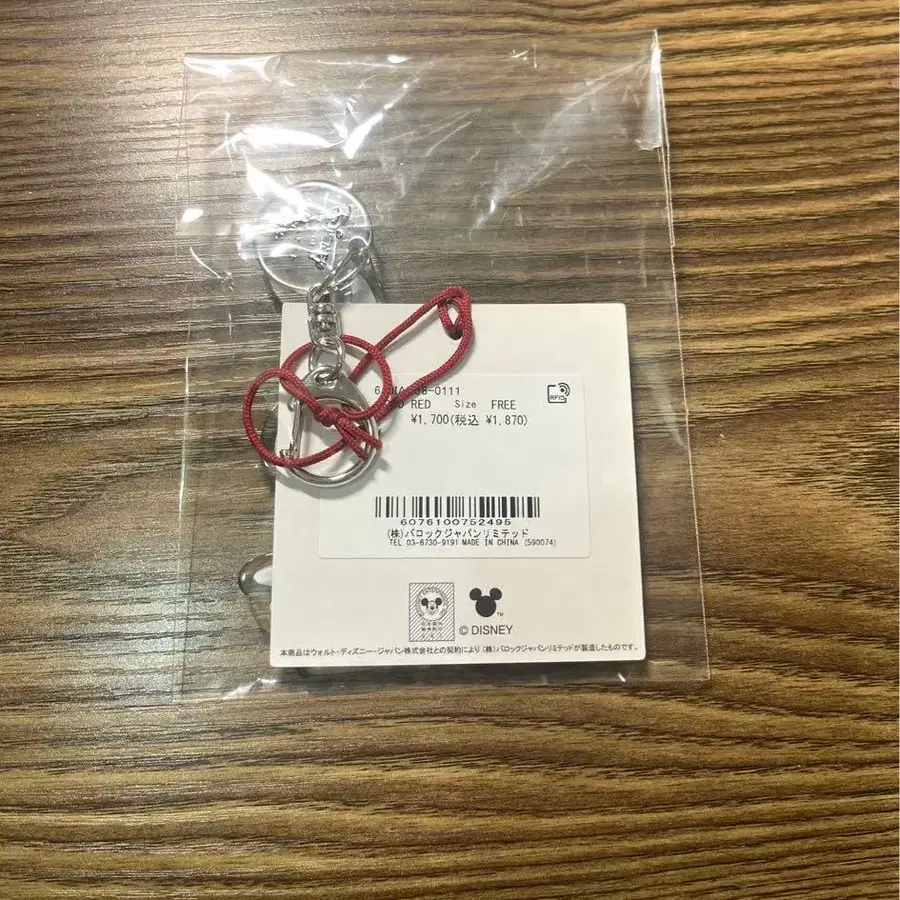 -0111
RED Size FREE
¥1,700(税込 ¥1,870)
RFID
6076100752495
(株)バロックジャパンリミテッド
TEL 03-6730-9191 MADE IN CHINA (590074)
TM
© DISNEY
本商品はウォルト・ディズニー・ジャパン株式会社との契約により(株)バロックジャパンリミテッドが製造したものです。